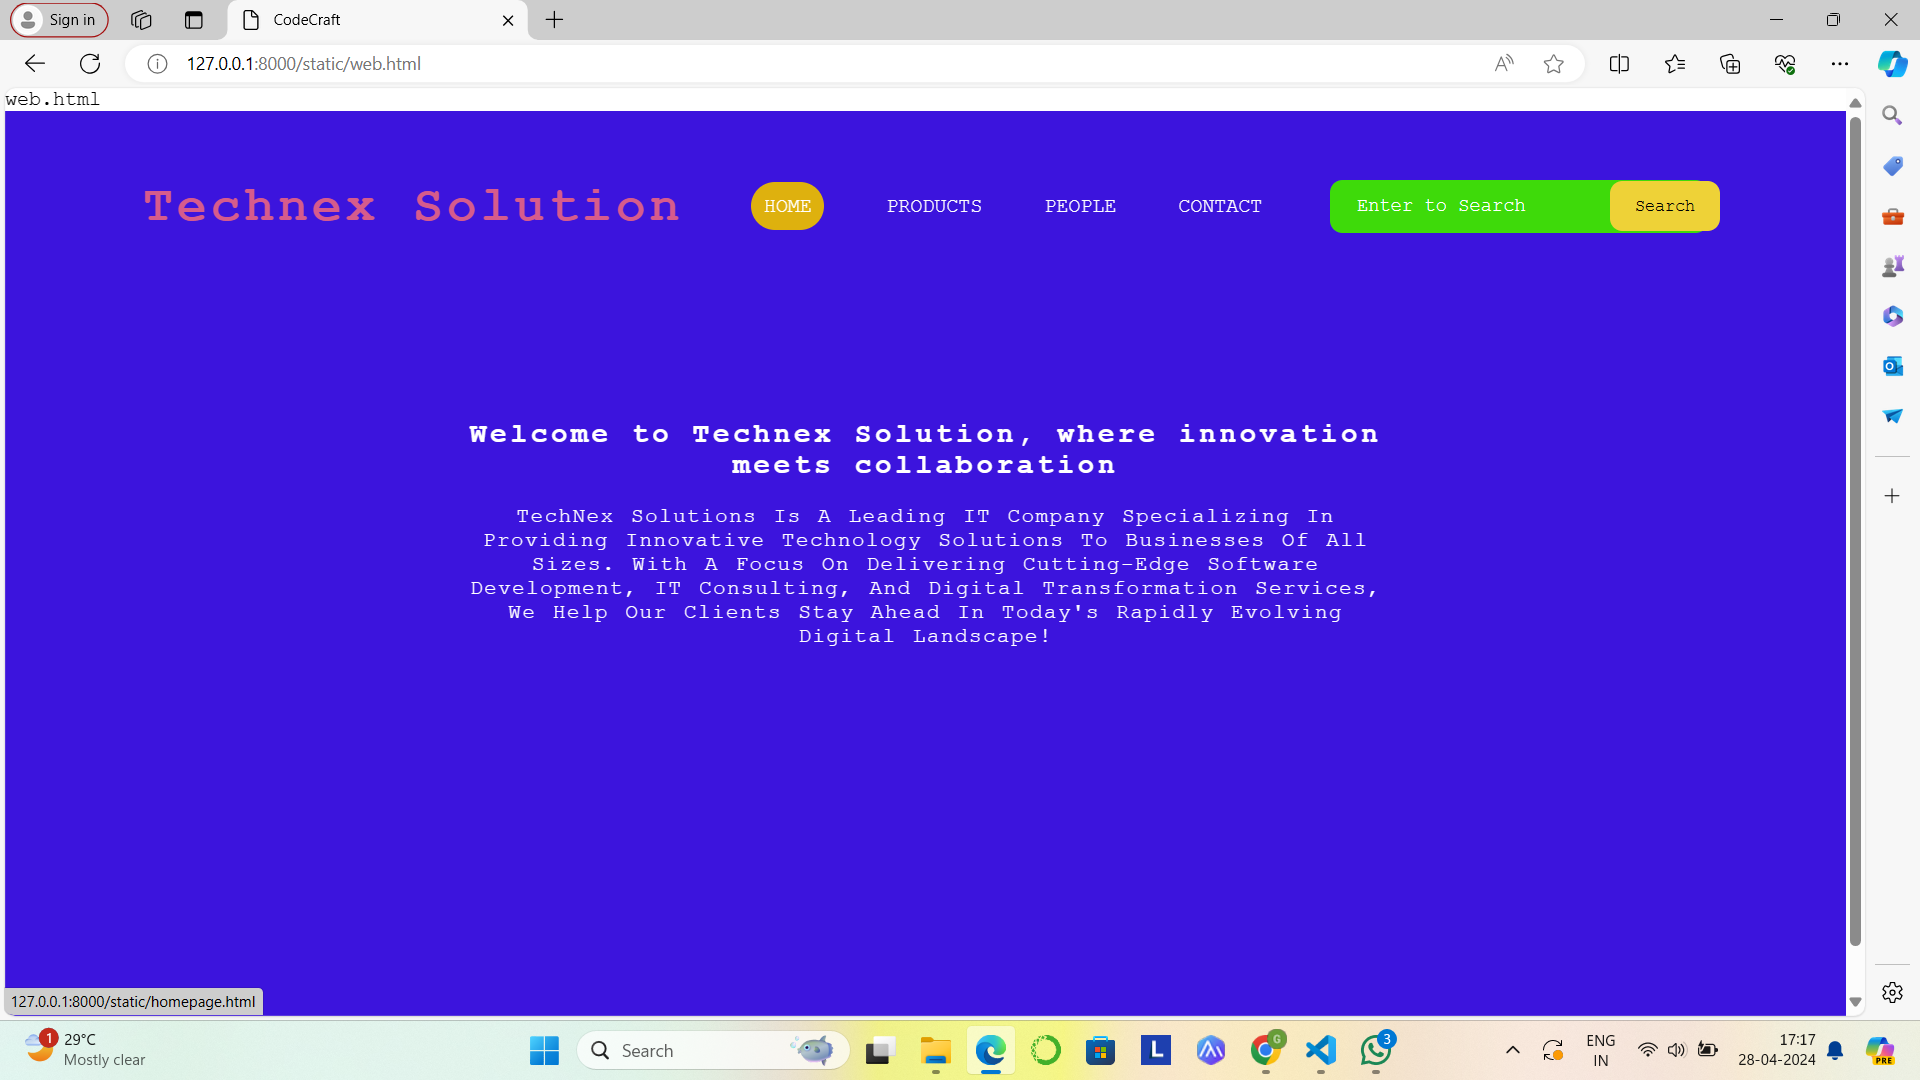 Sign in
CodeCraft
127.0.0.1:8000/static/web.html
web.html
Technex Solution
HOME PRODUCTS PEOPLE CONTACT
Enter to Search Search
Welcome to Technex Solution, where innovation
meets collaboration
TechNex Solutions Is A Leading IT Company Specializing In
Providing Innovative Technology Solutions To Businesses Of All
Sizes. With A Focus On Delivering Cutting-Edge Software
Development, IT Consulting, And Digital Transformation Services,
We Help Our Clients Stay Ahead In Today's Rapidly Evolving
Digital Landscape!
127.0.0.1:8000/static/homepage.html
1
29°C
Mostly clear
Search
L
G
3
ENG
IN
17:17
28-04-2024
PRE